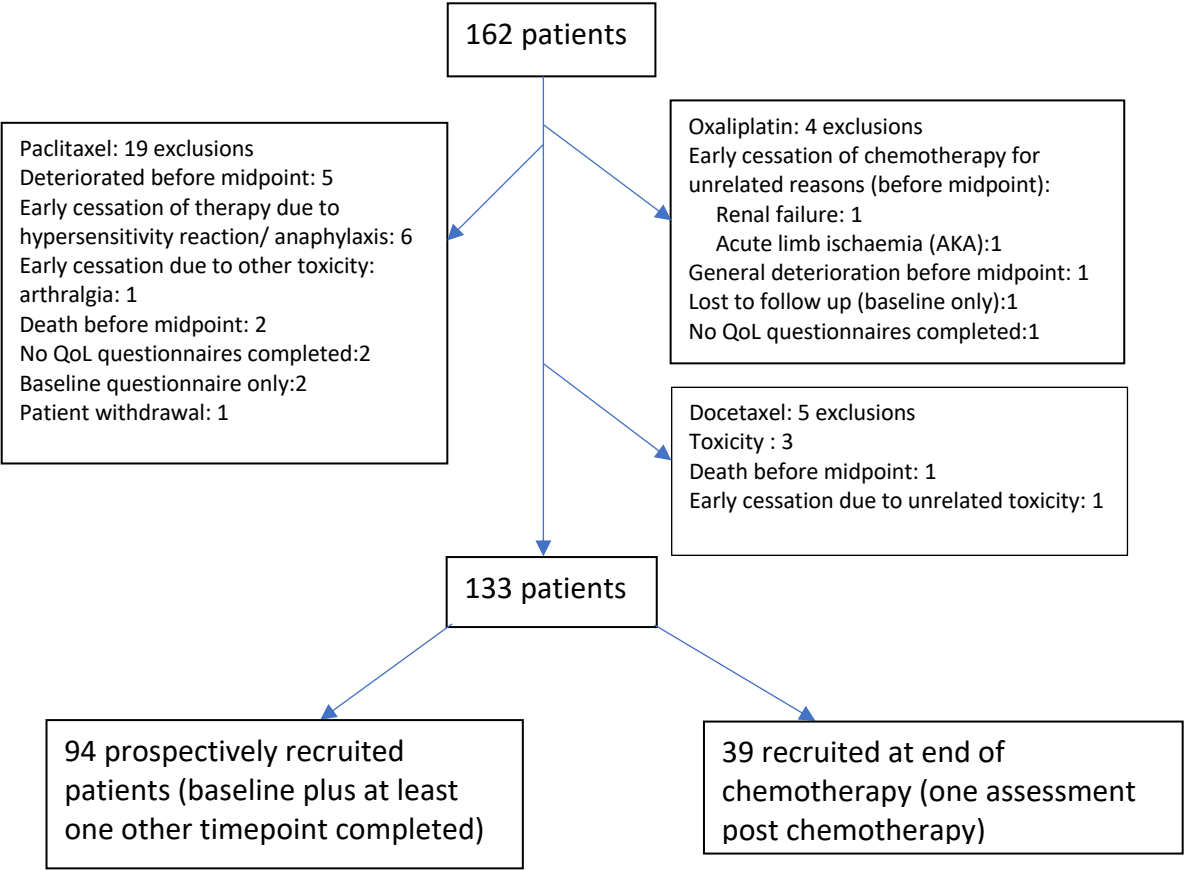 162 patients
Paclitaxel: 19 exclusions
Deteriorated before midpoint: 5
Early cessation of therapy due to
hypersensitivity reaction/ anaphylaxis: 6
Early cessation due to other toxicity:
arthralgia: 1
Death before midpoint: 2
No QoL questionnaires completed:2
Baseline questionnaire only:2
Patient withdrawal: 1
Oxaliplatin: 4 exclusions
Early cessation of chemotherapy for
unrelated reasons (before midpoint):
Renal failure: 1
Acute limb ischaemia (AKA):1
General deterioration before midpoint: 1
Lost to follow up (baseline only):1
No QoL questionnaires completed:1
Docetaxel: 5 exclusions
Toxicity : 3
Death before midpoint: 1
Early cessation due to unrelated toxicity: 1
133 patients
94 prospectively recruited
patients (baseline plus at least
one other timepoint completed)
39 recruited at end of
chemotherapy (one assessment
post chemotherapy)